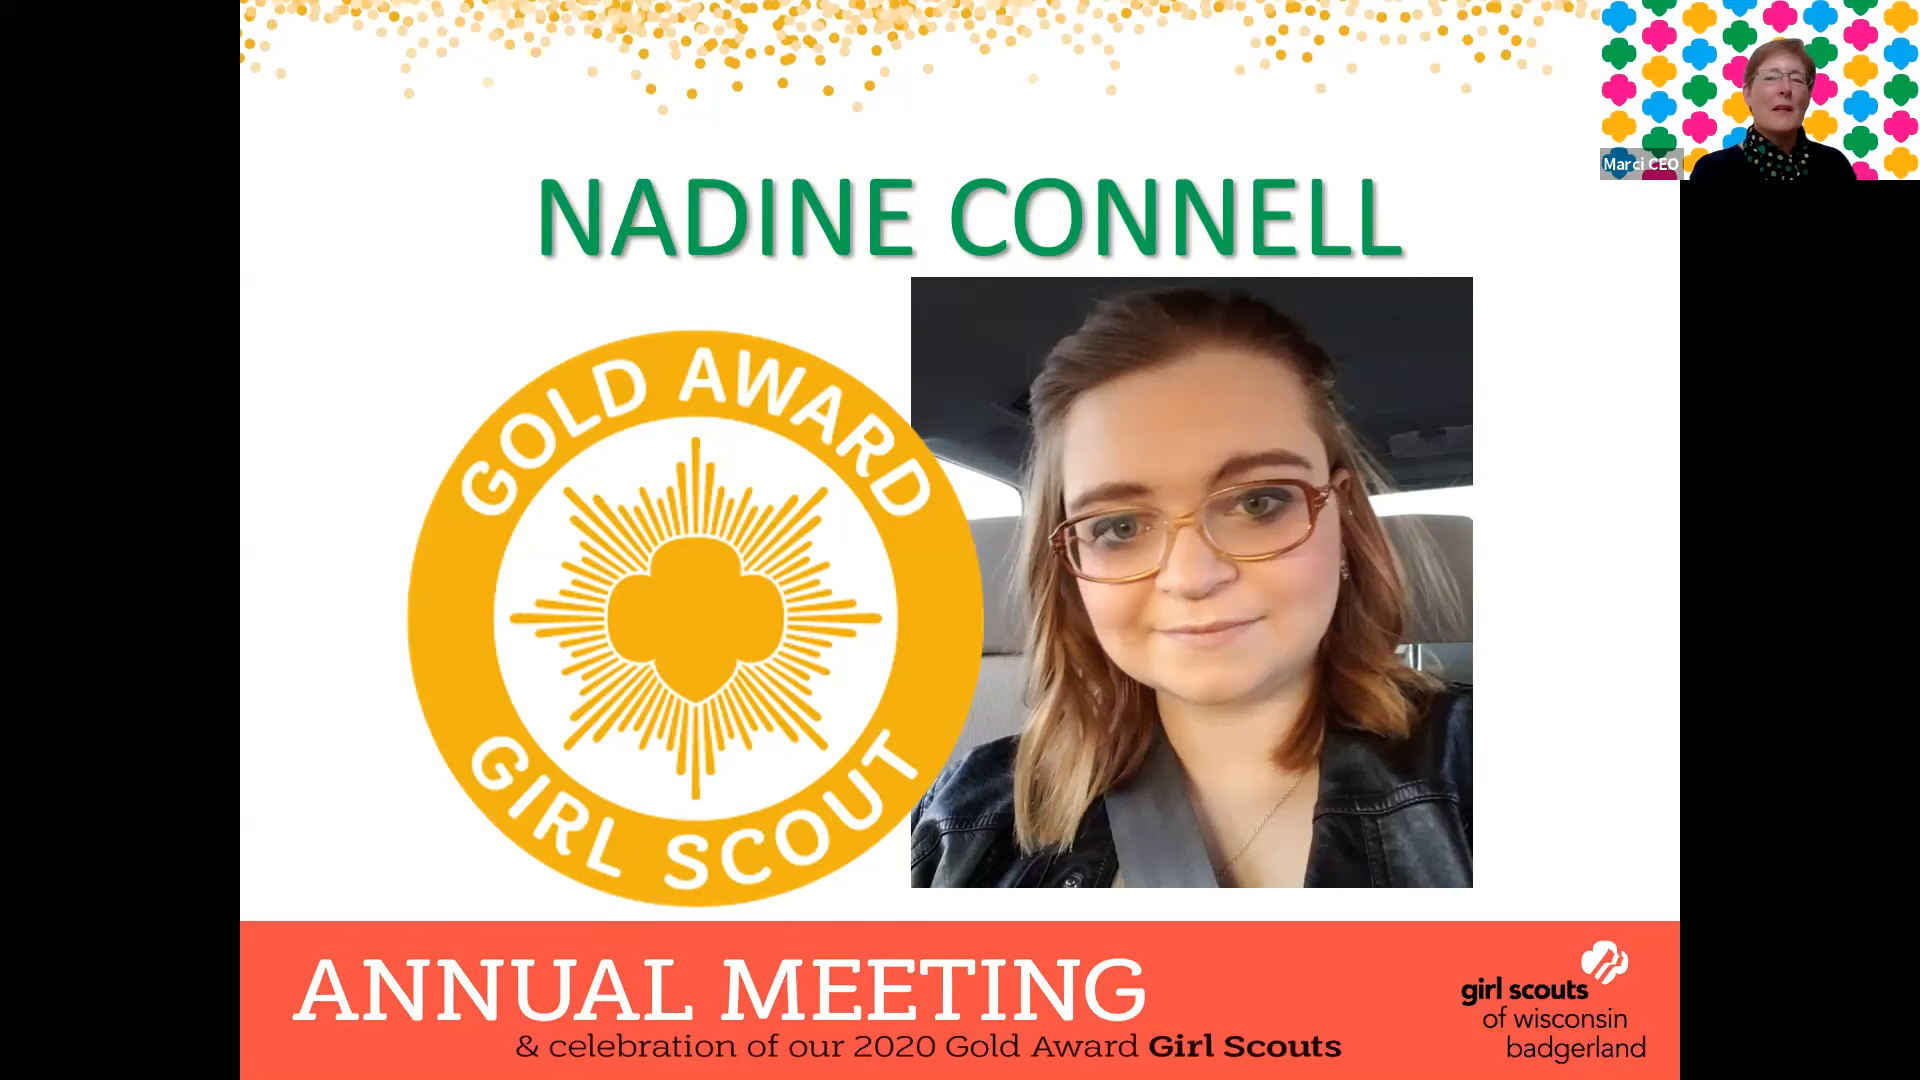 Marci CEO
NADINE CONNELL
GOLD AWARD
GIRL SCOUT
ANNUAL MEETING
& celebration of our 2020 Gold Award Girl Scouts
girl scouts
of wisconsin
badgerland